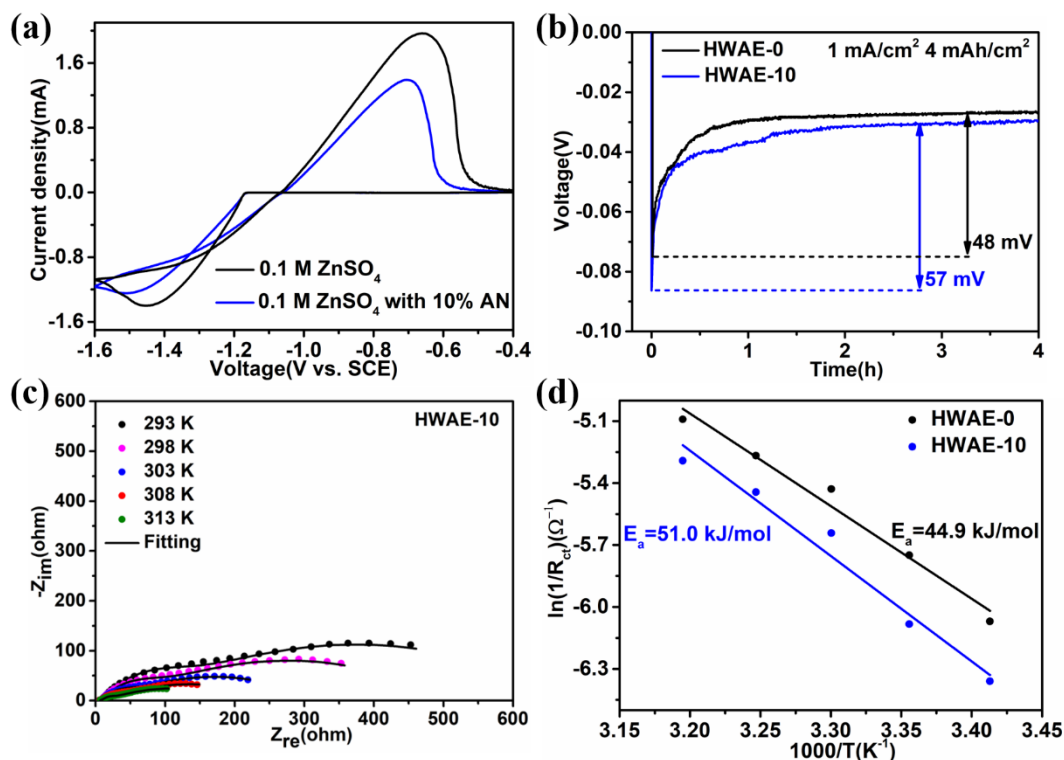 (a)
Current density(mA)
1.6
0.8
0.0
-0.8
-1.6
0.1 M ZnSO₄
0.1 M ZnSO₄ with 10% AN
-1.6 -1.4 -1.2 -1.0 -0.8 -0.6 -0.4
Voltage(V vs. SCE)
(b)
Voltage(V)
0.00
-0.02
-0.04
-0.06
-0.08
-0.10
HWAE-0
HWAE-10
1 mA/cm² 4 mAh/cm²
48 mV
57 mV
0 1 2 3 4
Time(h)
(c)
-Z_im(ohm)
600
500
400
300
200
100
0
293 K
298 K
303 K
308 K
313 K
Fitting
HWAE-10
0 100 200 300 400 500 600
Z_re(ohm)
(d)
ln(1/R_ct)(Ω⁻¹)
-5.1
-5.4
-5.7
-6.0
-6.3
HWAE-0
HWAE-10
E_a=51.0 kJ/mol
E_a=44.9 kJ/mol
3.15 3.20 3.25 3.30 3.35 3.40 3.45
1000/T(K⁻¹)